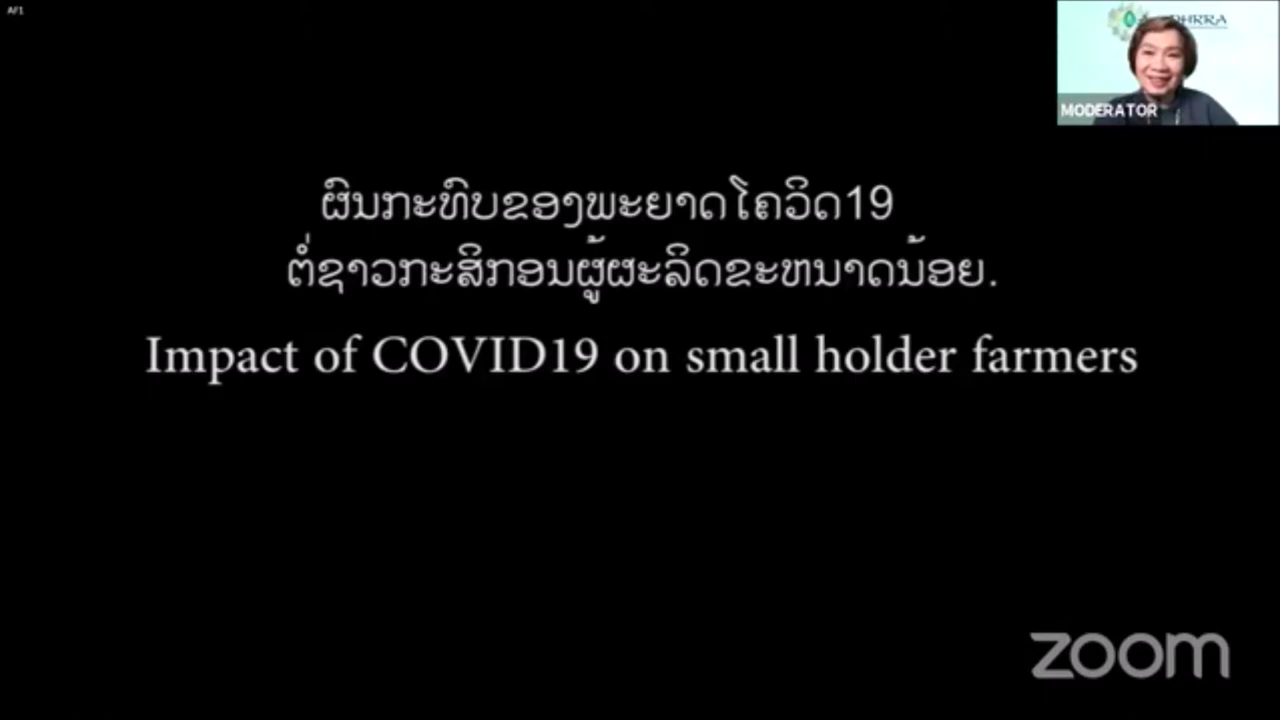 AF1
DHRRA
MODERATOR
ຜົນກະທົບຂອງພະຍາດໂຄວິດ19
ຕໍ່ຊາວກະສິກອນຜູ້ຜະລິດຂະຫນາດນ້ອຍ.
Impact of COVID19 on small holder farmers
zoom